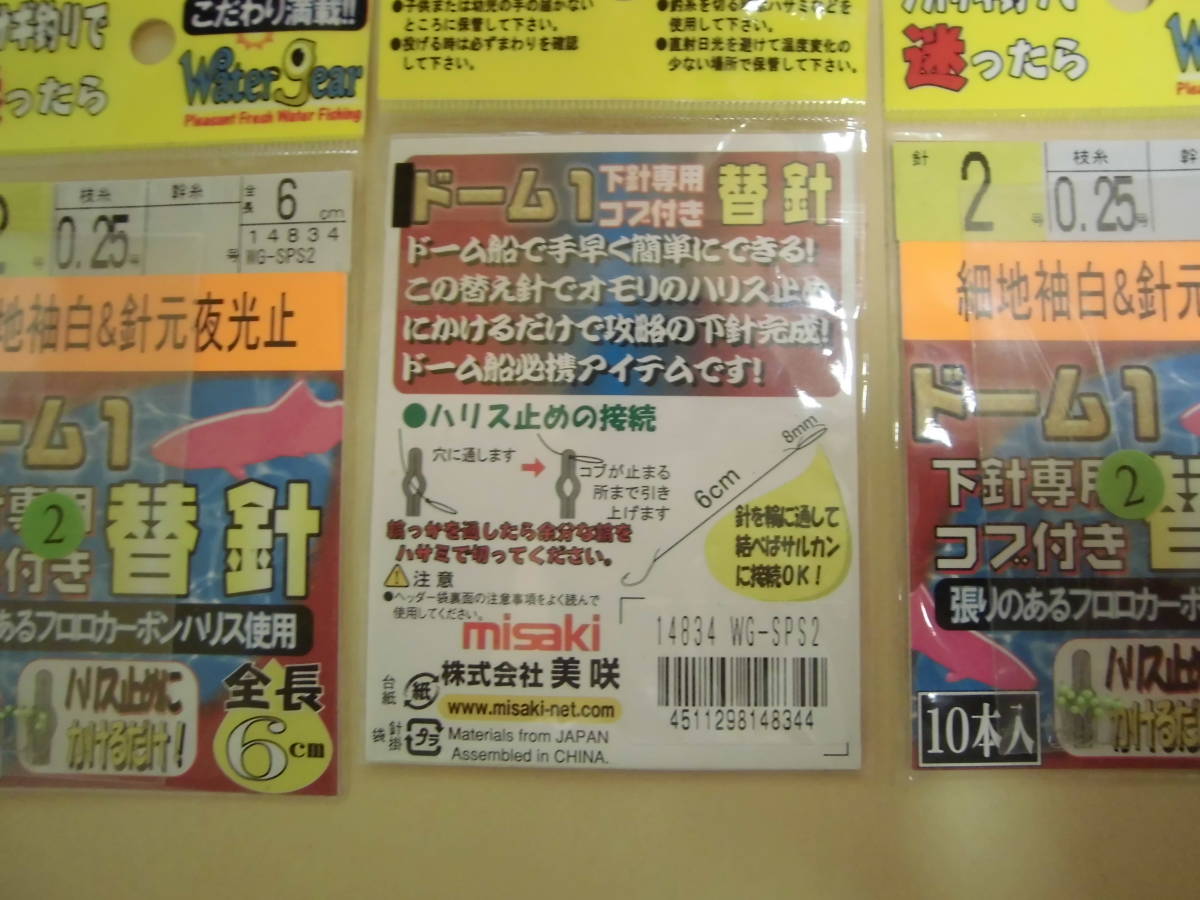 釣りで
ったら
こだわり満載!!
Water gear
Pleasant Fresh Water Fishing
枝糸
幹糸
全長
6
cm
0.25
号
号
14834
WG-SPS2
地袖白&針元夜光止
ーム1
2
付き
替針
あるフロロカーボンハリス使用
ハリス止めに
かけるだけ!
全長
6cm
●子供または幼児の手の届かない
ところに保管して下さい。
●投げる時は必ずまわりを確認
して下さい。
使用して下さい。
●直射日光を避けて温度変化の
少ない場所で保管して下さい。
ドーム1
下針専用
コブ付き
替針
ドーム船で手早く簡単にできる!
この替え針でオモリのハリス止め
にかけるだけで攻略の下針完成!
ドーム船必携アイテムです!
●ハリス止めの接続
穴に通します
コブが止まる
所まで引き
上げます
8mm
6cm
針を輪に通して
結べばサルカン
に接続OK!
端っかを通したら余分な端を
ハサミで切ってください。
注意
●ヘッダー袋裏面の注意事項をよく読んで
使用してください。
misaki
株式会社 美咲
www.misaki-net.com
台紙
紙
袋
針掛
プラ
Materials from JAPAN
Assembled in CHINA.
14834 WG-SPS2
4511298148344
迷ったら
針
2
号
枝糸
0.25
号
細地袖白&針元
ドーム1
下針専用
コブ付き
2
張りのあるフロロカーボ
10本入
ハリス止め
かけるだ